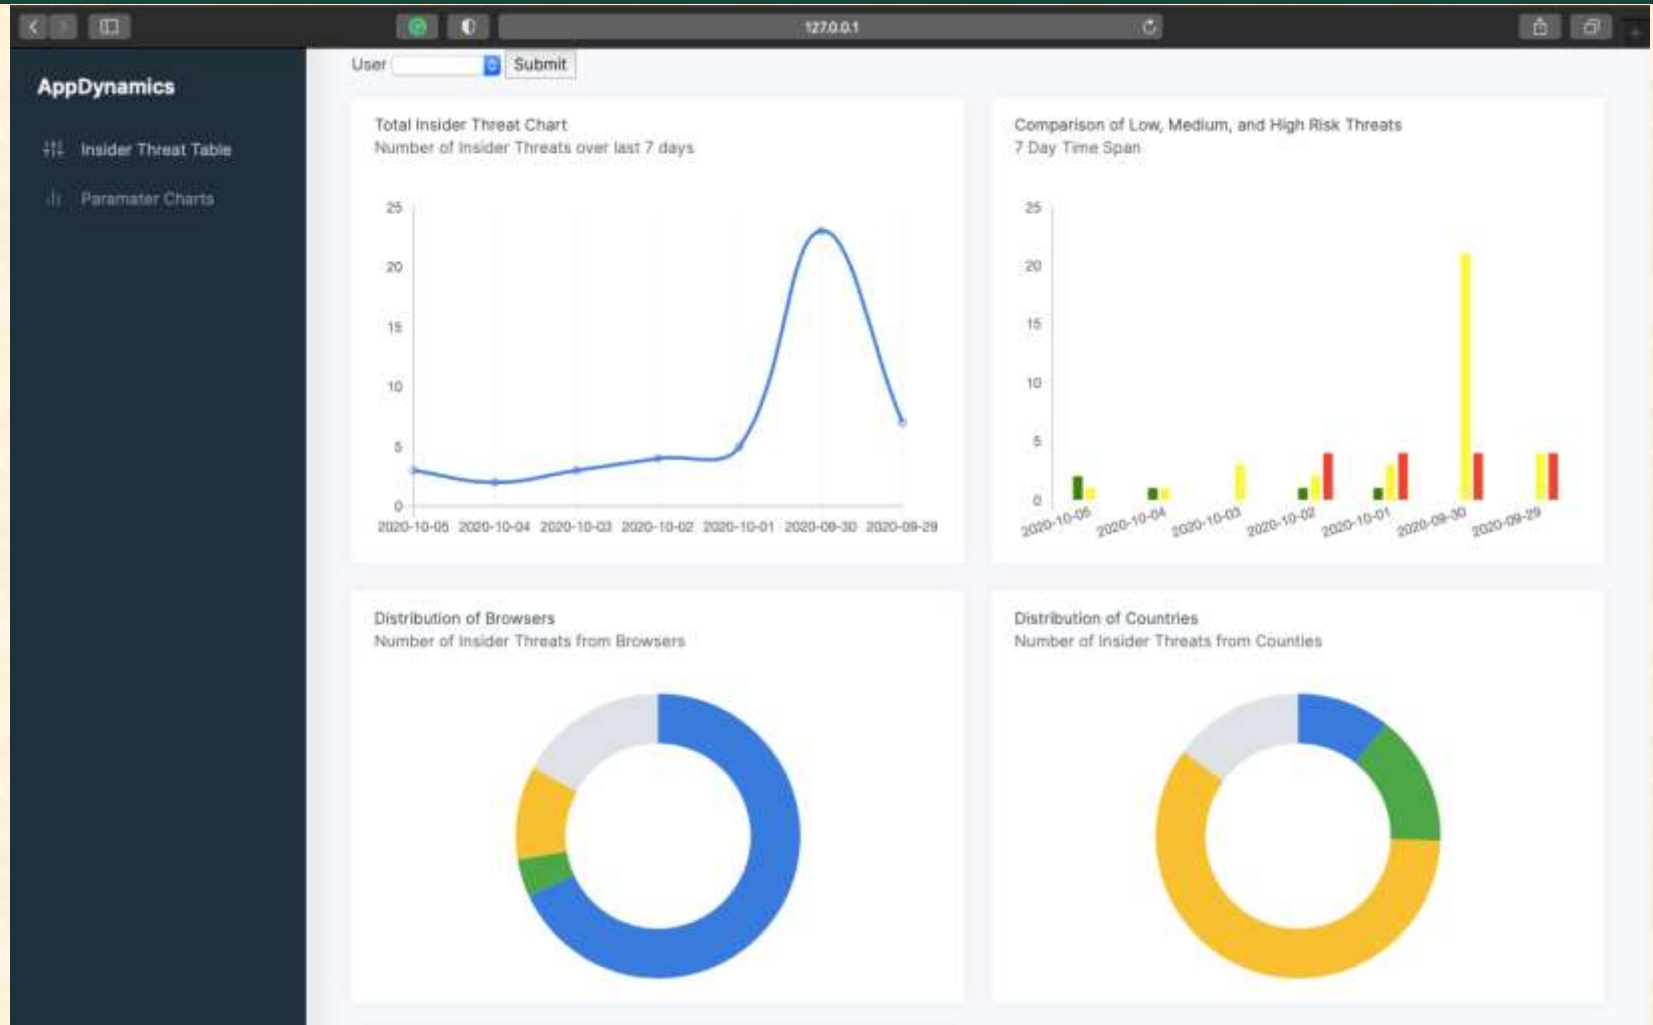 127.0.0.1
AppDynamics
Insider Threat Table
Paramater Charts
User
Submit
Total Insider Threat Chart
Number of Insider Threats over last 7 days
25
20
15
10
5
0
2020-10-05 2020-10-04 2020-10-03 2020-10-02 2020-10-01 2020-09-30 2020-09-29
Comparison of Low, Medium, and High Risk Threats
7 Day Time Span
25
20
15
10
5
0
2020-10-05 2020-10-04 2020-10-03 2020-10-02 2020-10-01 2020-09-30 2020-09-29
Distribution of Browsers
Number of Insider Threats from Browsers
Distribution of Countries
Number of Insider Threats from Counties